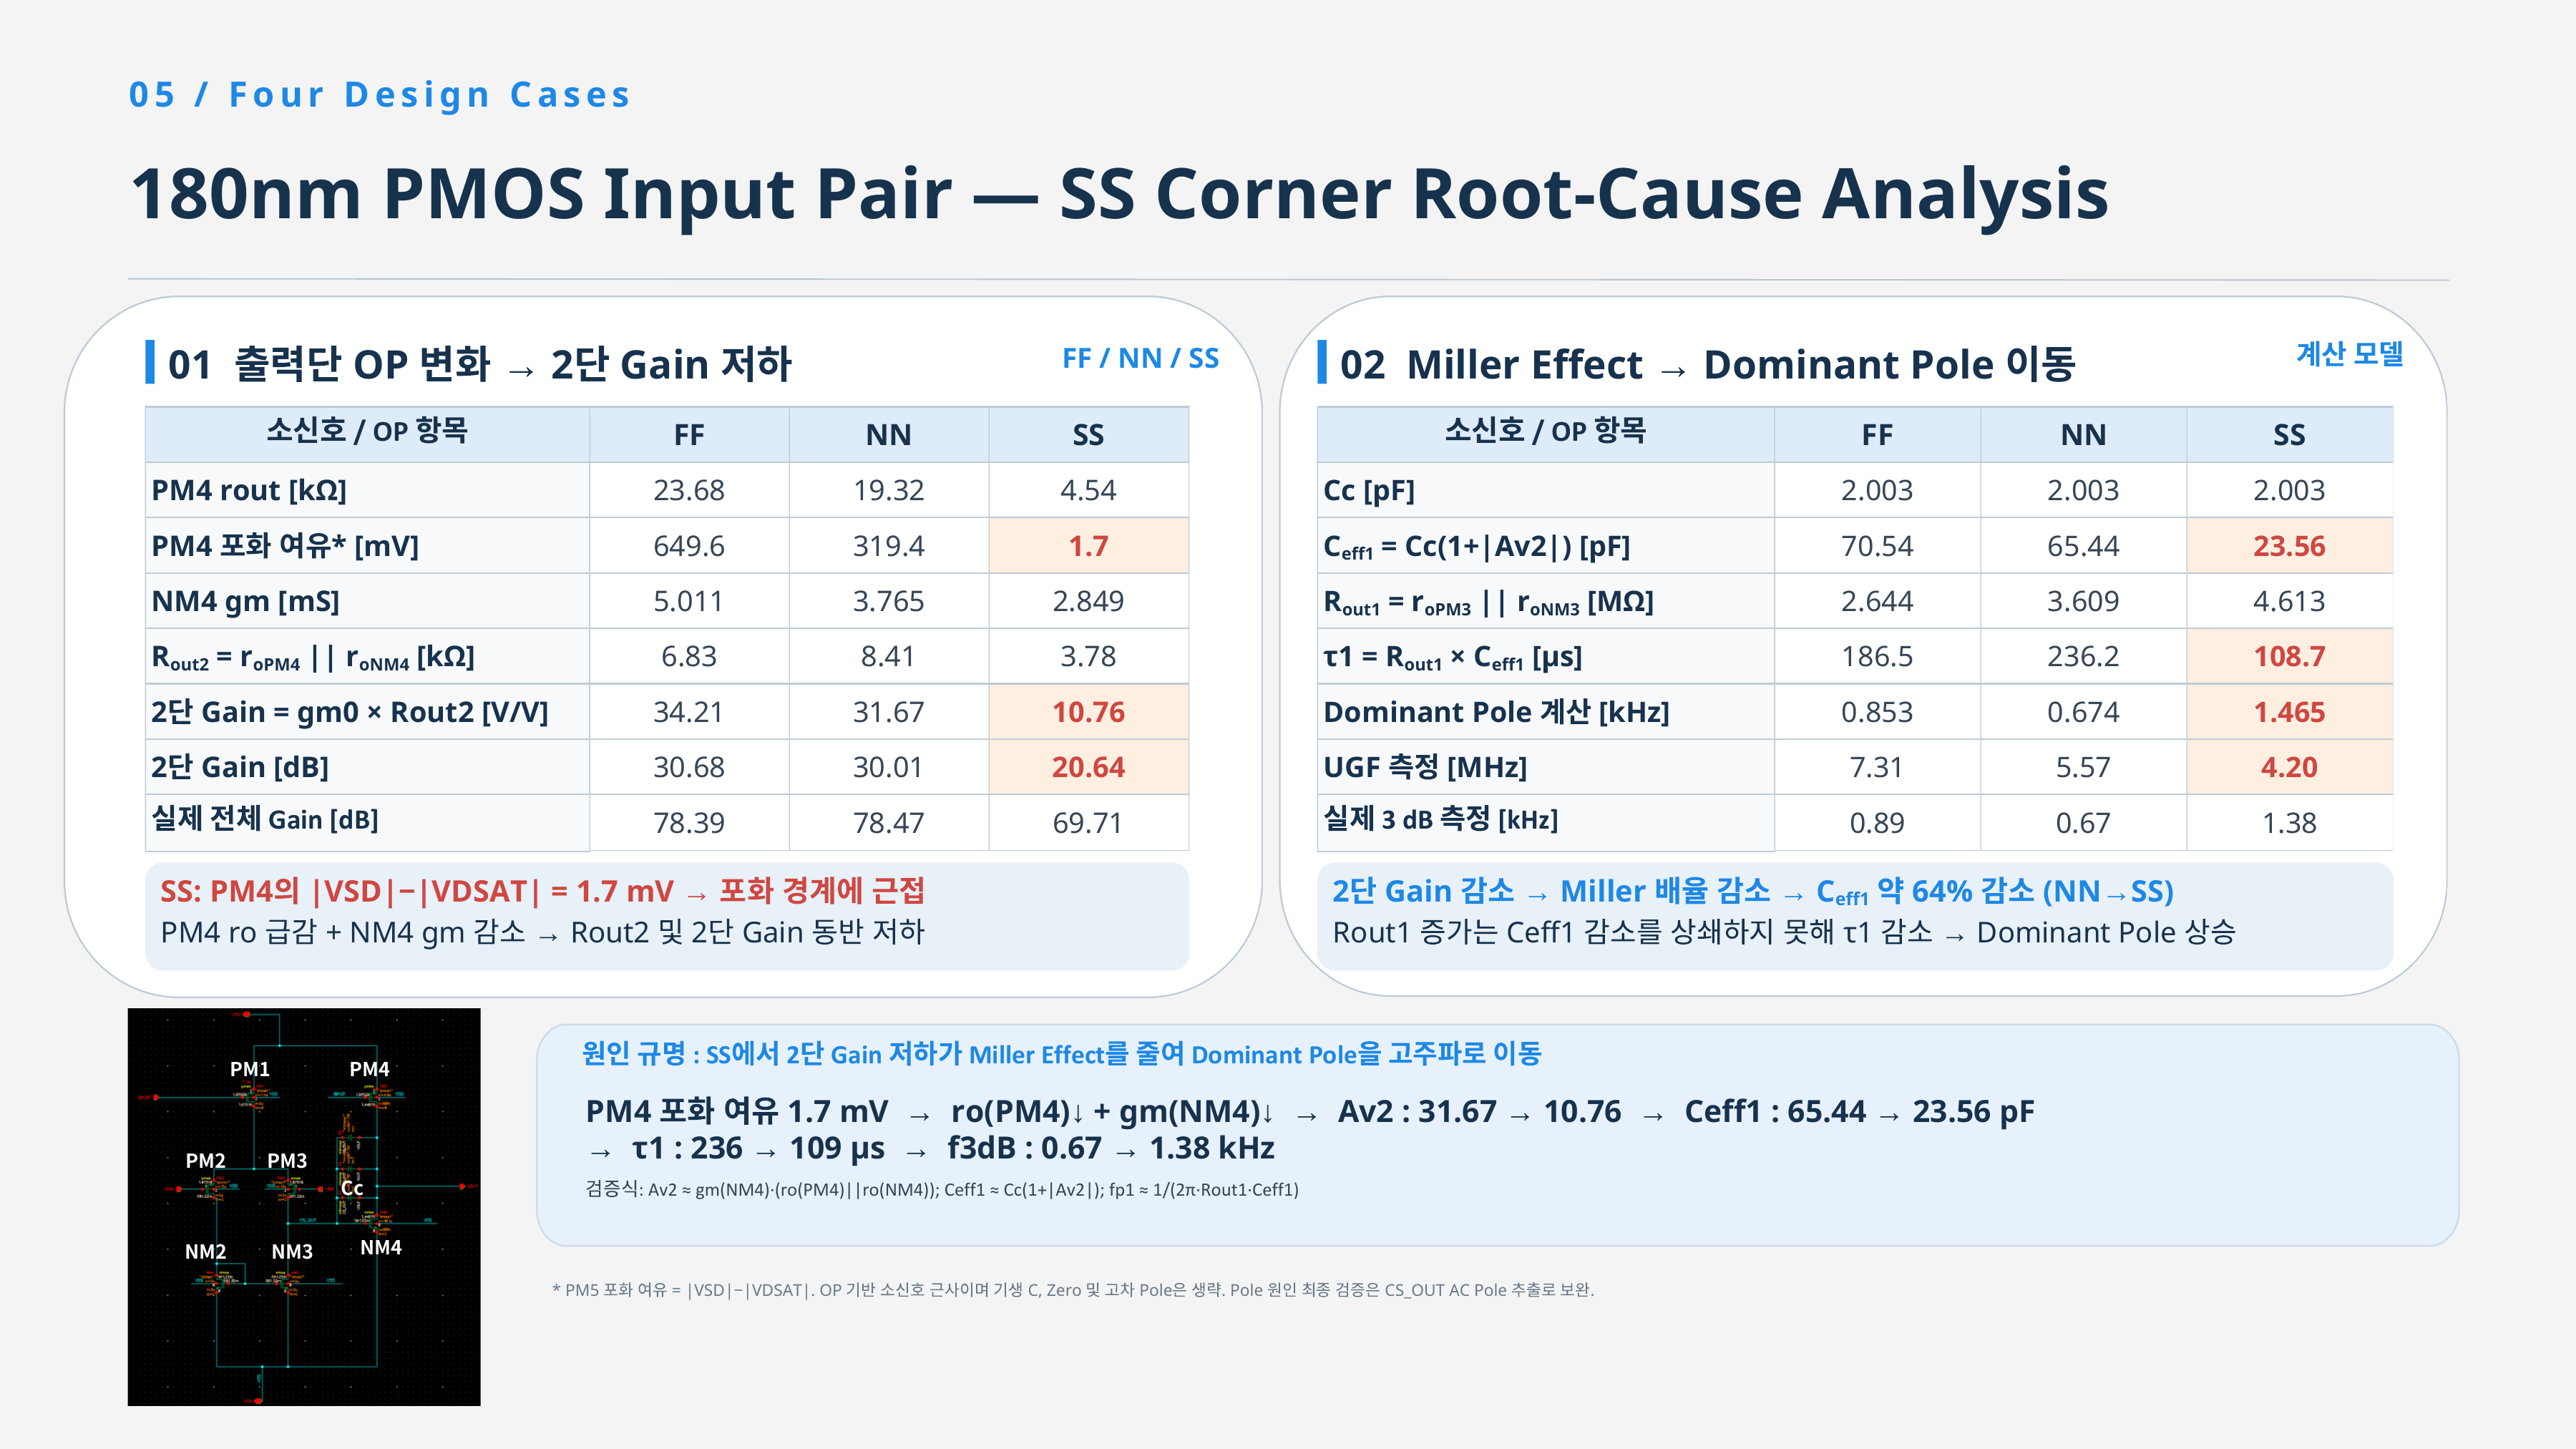 05 / Four Design Cases
180nm PMOS Input Pair — SS Corner Root-Cause Analysis
01 출력단 OP 변화 → 2단 Gain 저하
FF / NN / SS
소신호 / OP 항목 FF NN SS
PM4 rout [kΩ] 23.68 19.32 4.54
PM4 포화 여유* [mV] 649.6 319.4 1.7
NM4 gm [mS] 5.011 3.765 2.849
Rout2 = roPM4 || roNM4 [kΩ] 6.83 8.41 3.78
2단 Gain = gm0 × Rout2 [V/V] 34.21 31.67 10.76
2단 Gain [dB] 30.68 30.01 20.64
실제 전체 Gain [dB] 78.39 78.47 69.71
SS: PM4의 |VSD|−|VDSAT| = 1.7 mV → 포화 경계에 근접
PM4 ro 급감 + NM4 gm 감소 → Rout2 및 2단 Gain 동반 저하
02 Miller Effect → Dominant Pole 이동
계산 모델
소신호 / OP 항목 FF NN SS
Cc [pF] 2.003 2.003 2.003
Ceff1 = Cc(1+|Av2|) [pF] 70.54 65.44 23.56
Rout1 = roPM3 || roNM3 [MΩ] 2.644 3.609 4.613
τ1 = Rout1 × Ceff1 [μs] 186.5 236.2 108.7
Dominant Pole 계산 [kHz] 0.853 0.674 1.465
UGF 측정 [MHz] 7.31 5.57 4.20
실제 3 dB 측정 [kHz] 0.89 0.67 1.38
2단 Gain 감소 → Miller 배율 감소 → Ceff1 약 64% 감소 (NN→SS)
Rout1 증가는 Ceff1 감소를 상쇄하지 못해 τ1 감소 → Dominant Pole 상승
PM1 PM4
PM2 PM3
Cc
NM2 NM3 NM4
원인 규명 : SS에서 2단 Gain 저하가 Miller Effect를 줄여 Dominant Pole을 고주파로 이동
PM4 포화 여유 1.7 mV → ro(PM4)↓ + gm(NM4)↓ → Av2 : 31.67 → 10.76 → Ceff1 : 65.44 → 23.56 pF
→ τ1 : 236 → 109 μs → f3dB : 0.67 → 1.38 kHz
검증식: Av2 ≈ gm(NM4)·(ro(PM4)||ro(NM4)); Ceff1 ≈ Cc(1+|Av2|); fp1 ≈ 1/(2π·Rout1·Ceff1)
* PM5 포화 여유 = |VSD|−|VDSAT|. OP 기반 소신호 근사이며 기생 C, Zero 및 고차 Pole은 생략. Pole 원인 최종 검증은 CS_OUT AC Pole 추출로 보완.